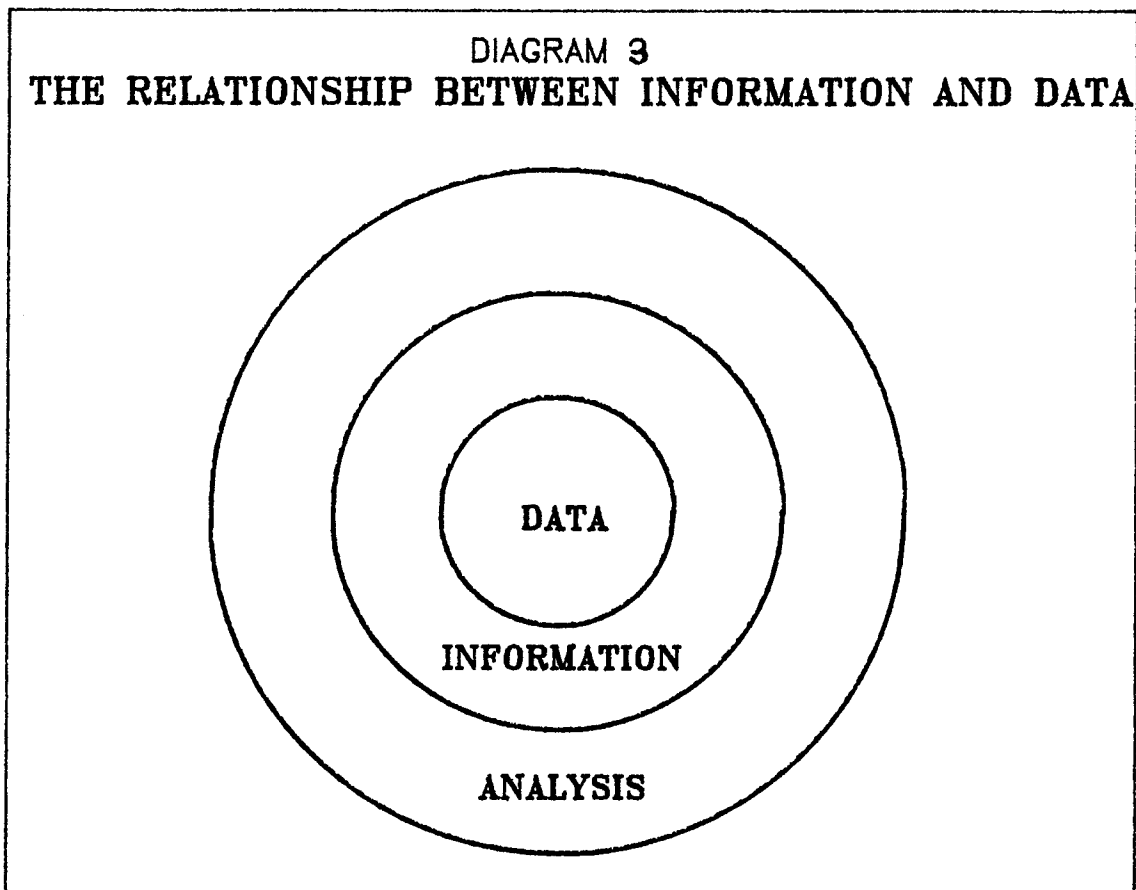 DIAGRAM 3
THE RELATIONSHIP BETWEEN INFORMATION AND DATA
DATA
INFORMATION
ANALYSIS